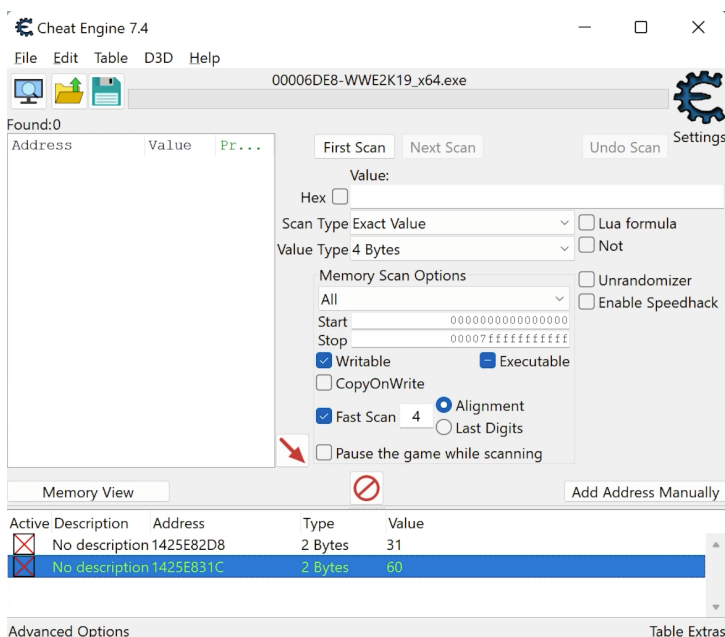 Cheat Engine 7.4
File Edit Table D3D Help
00006DE8-WWE2K19_x64.exe
Found:0
Settings
Address Value Pr...
First Scan Next Scan Undo Scan
Value:
Hex
Scan Type Exact Value
Lua formula
Value Type 4 Bytes
Not
Memory Scan Options
Unrandomizer
All
Enable Speedhack
Start 0000000000000000
Stop 00007fffffffffff
Writable Executable
CopyOnWrite
Fast Scan 4 Alignment
Last Digits
Pause the game while scanning
Memory View Add Address Manually
Active Description Address Type Value
No description 1425E82D8 2 Bytes 31
No description 1425E831C 2 Bytes 60
Advanced Options Table Extras